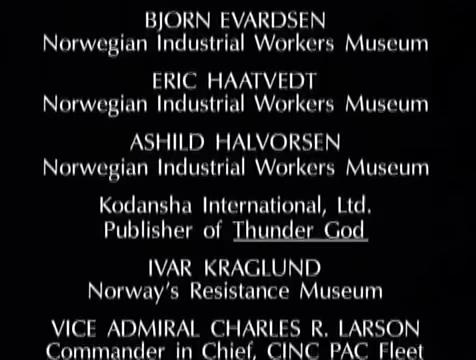 BJORN EVARDSEN
Norwegian Industrial Workers Museum
ERIC HAATVEDT
Norwegian Industrial Workers Museum
ASHILD HALVORSEN
Norwegian Industrial Workers Museum
Kodansha International, Ltd.
Publisher of Thunder God
IVAR KRAGLUND
Norway's Resistance Museum
VICE ADMIRAL CHARLES R. LARSON
Commander in Chief, CINC PAC Fleet